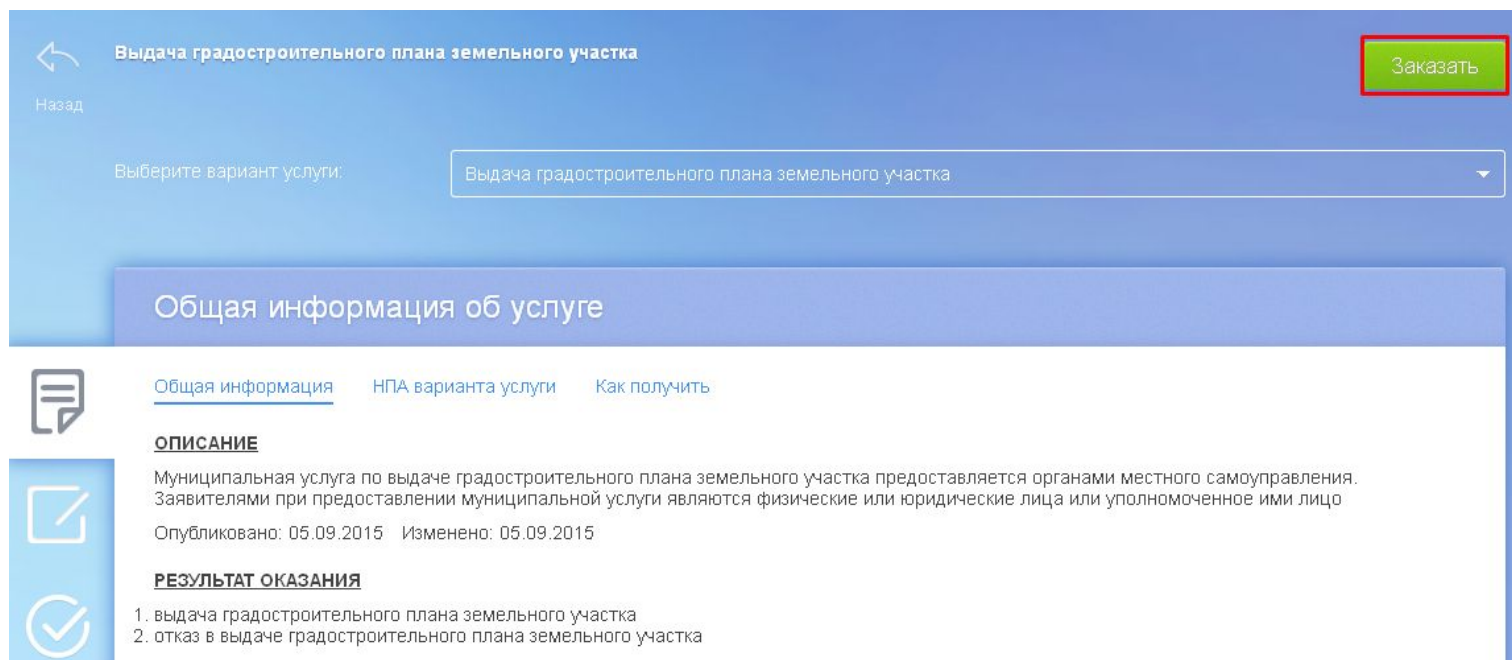 Выдача градостроительного плана земельного участка
Заказать
Назад
Выберите вариант услуги:
Выдача градостроительного плана земельного участка
Общая информация об услуге
Общая информация НПА варианта услуги Как получить
ОПИСАНИЕ
Муниципальная услуга по выдаче градостроительного плана земельного участка предоставляется органами местного самоуправления.
Заявителями при предоставлении муниципальной услуги являются физические или юридические лица или уполномоченное ими лицо
Опубликовано: 05.09.2015 Изменено: 05.09.2015
РЕЗУЛЬТАТ ОКАЗАНИЯ
1. выдача градостроительного плана земельного участка
2. отказ в выдаче градостроительного плана земельного участка